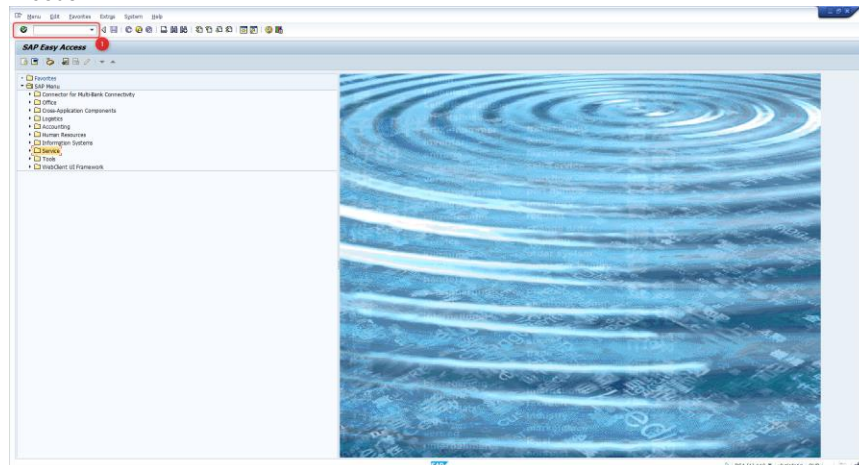 Menu Edit Favorites Extras System Help
1
SAP Easy Access
Favorites
SAP Menu
Connector for Multi-Bank Connectivity
Office
Cross-Application Components
Logistics
Accounting
Human Resources
Information Systems
Service
Tools
WebClient UI Framework
SAP